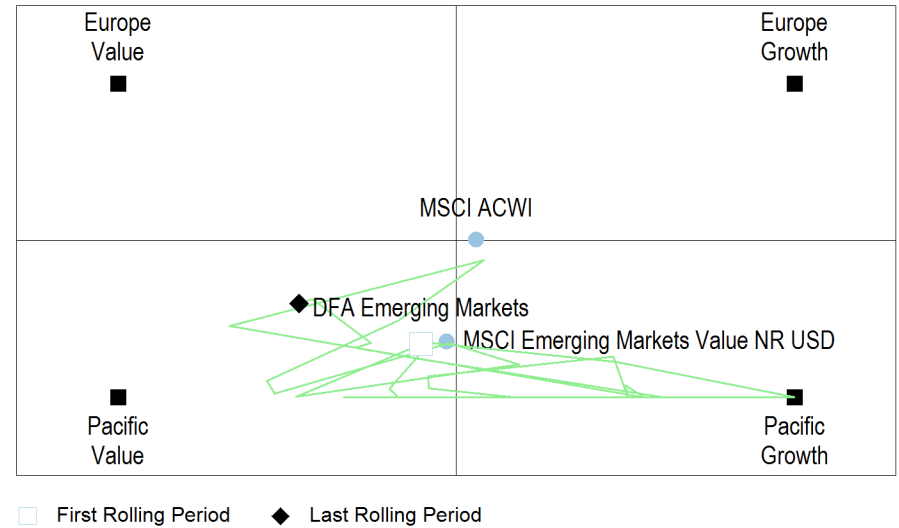 Europe
Value
Europe
Growth
MSCI ACWI
DFA Emerging Markets
MSCI Emerging Markets Value NR USD
Pacific
Value
Pacific
Growth
First Rolling Period
Last Rolling Period